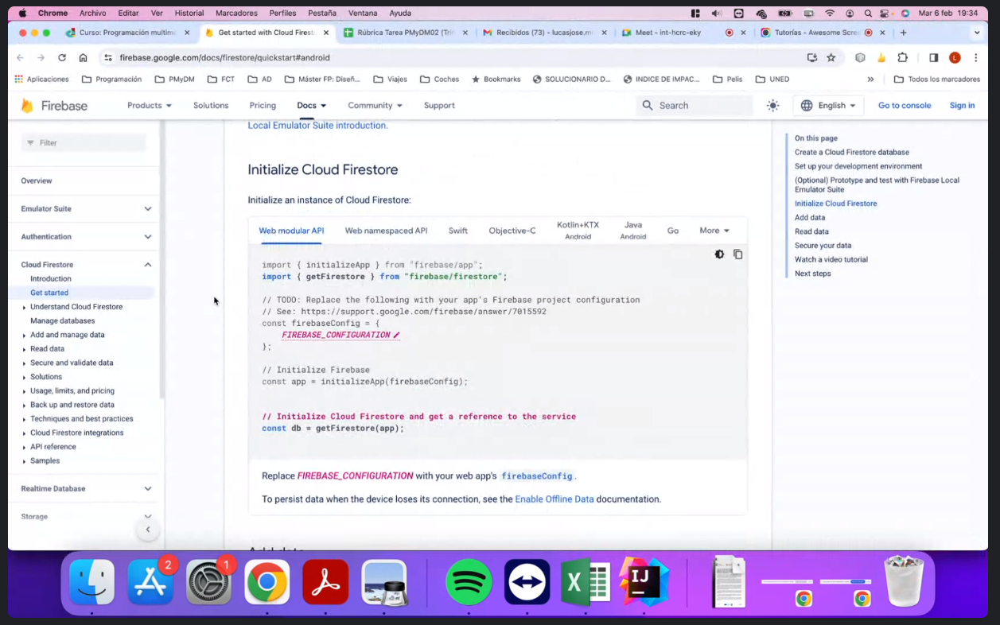 Chrome Archivo Editar Ver Historial Marcadores Perfiles Pestaña Ventana Ayuda Mar 6 feb 19:34
Curso: Programación multime Get started with Cloud Firest Rúbrica Tarea PMyDM02 (Tri Recibidos (73) - lucasjose.m Meet - int-hcrc-eky Tutorías - Awesome Scree
firebase.google.com/docs/firestore/quickstart#android L
Aplicaciones Programación PMyDM FCT AD Máster FP: Diseñ... Viajes Coches Bookmarks SOLUCIONARIO D... INDICE DE IMPAC... Pelis UNED » Todos los marcadores
Firebase Products Solutions Pricing Docs Community Support Search English Go to console Sign in
Filter
Overview
Emulator Suite
Authentication
Cloud Firestore
Introduction
Get started
Understand Cloud Firestore
Manage databases
Add and manage data
Read data
Secure and validate data
Solutions
Usage, limits, and pricing
Back up and restore data
Techniques and best practices
Cloud Firestore integrations
API reference
Samples
Realtime Database
Storage
Local Emulator Suite introduction.
Initialize Cloud Firestore
Initialize an instance of Cloud Firestore:
Web modular API Web namespaced API Swift Objective-C Kotlin+KTX Android Java Android Go More
import { initializeApp } from "firebase/app";
import { getFirestore } from "firebase/firestore";
// TODO: Replace the following with your app's Firebase project configuration
// See: https://support.google.com/firebase/answer/7015592
const firebaseConfig = {
FIREBASE_CONFIGURATION
};
// Initialize Firebase
const app = initializeApp(firebaseConfig);
// Initialize Cloud Firestore and get a reference to the service
const db = getFirestore(app);
Replace FIREBASE_CONFIGURATION with your web app's firebaseConfig.
To persist data when the device loses its connection, see the Enable Offline Data documentation.
Add data
On this page
Create a Cloud Firestore database
Set up your development environment
(Optional) Prototype and test with Firebase Local
Emulator Suite
Initialize Cloud Firestore
Add data
Read data
Secure your data
Watch a video tutorial
Next steps
2 1 X IJ